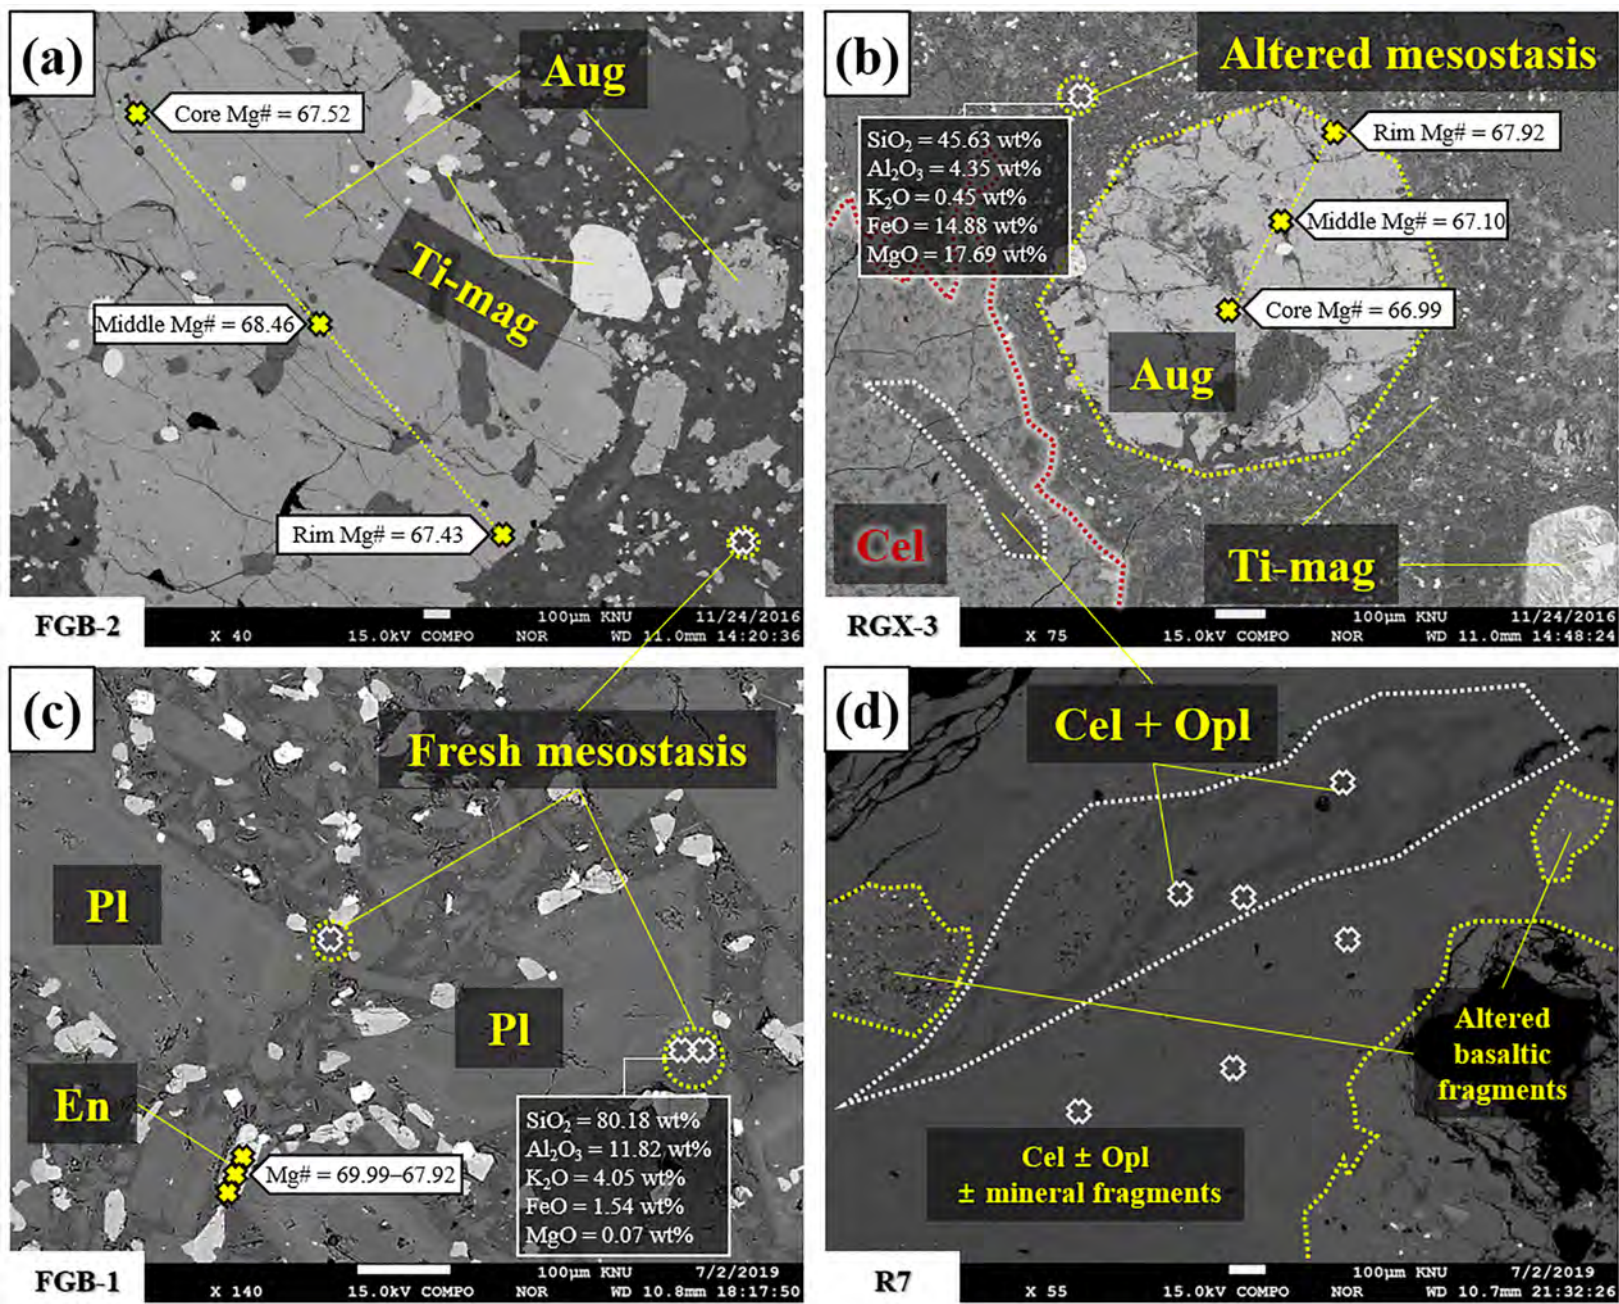 (a)
Aug
Core Mg# = 67.52
Ti-mag
Middle Mg# = 68.46
Rim Mg# = 67.43
FGB-2
100µm KNU 11/24/2016
X 40 15.0kV COMPO NOR WD 11.0mm 14:20:36
(b)
Altered mesostasis
SiO₂ = 45.63 wt%
Al₂O₃ = 4.35 wt%
K₂O = 0.45 wt%
FeO = 14.88 wt%
MgO = 17.69 wt%
Rim Mg# = 67.92
Middle Mg# = 67.10
Core Mg# = 66.99
Aug
Cel
Ti-mag
RGX-3
100µm KNU 11/24/2016
X 75 15.0kV COMPO NOR WD 11.0mm 14:48:24
(c)
Fresh mesostasis
Pl
Pl
En
Mg# = 69.99–67.92
SiO₂ = 80.18 wt%
Al₂O₃ = 11.82 wt%
K₂O = 4.05 wt%
FeO = 1.54 wt%
MgO = 0.07 wt%
FGB-1
100µm KNU 7/2/2019
X 140 15.0kV COMPO NOR WD 10.8mm 18:17:50
(d)
Cel + Opl
Altered
basaltic
fragments
Cel ± Opl
± mineral fragments
R7
100µm KNU 7/2/2019
X 55 15.0kV COMPO NOR WD 10.7mm 21:32:26